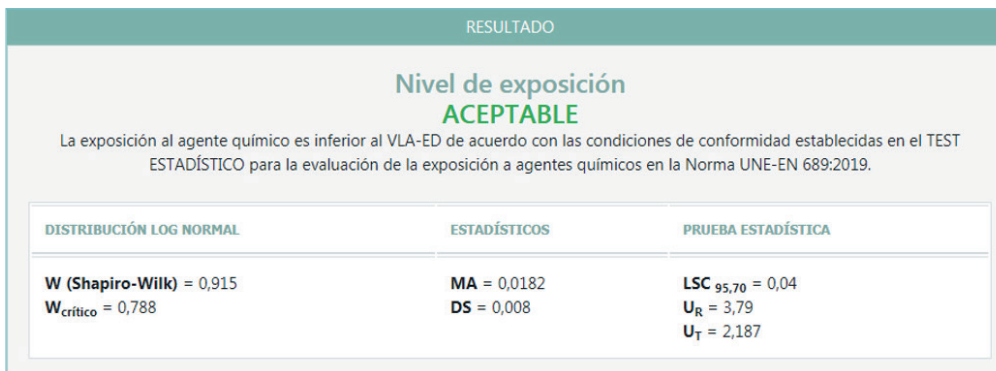 RESULTADO
Nivel de exposición
ACEPTABLE
La exposición al agente químico es inferior al VLA-ED de acuerdo con las condiciones de conformidad establecidas en el TEST
ESTADÍSTICO para la evaluación de la exposición a agentes químicos en la Norma UNE-EN 689:2019.
DISTRIBUCIÓN LOG NORMAL
W (Shapiro-Wilk) = 0,915
Wcrítico = 0,788
ESTADÍSTICOS
MA = 0,0182
DS = 0,008
PRUEBA ESTADÍSTICA
LSC 95,70 = 0,04
UR = 3,79
UT = 2,187